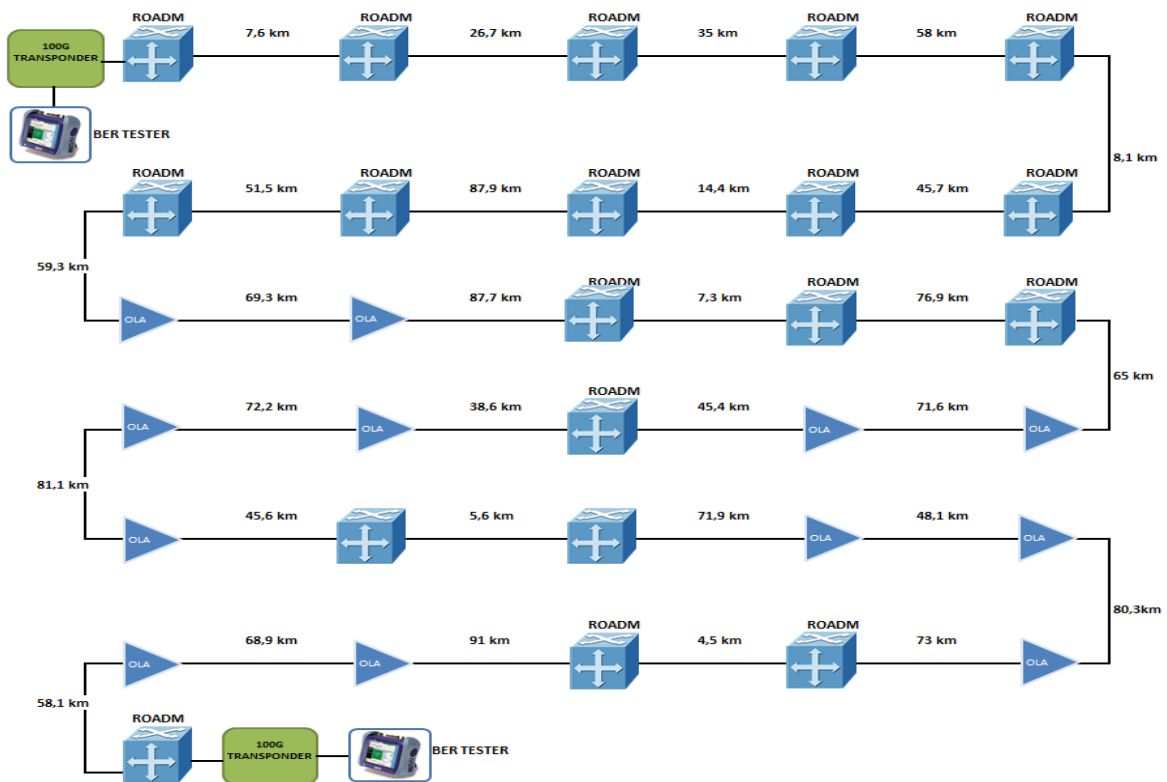 ROADM ROADM ROADM ROADM ROADM
7,6 km 26,7 km 35 km 58 km
100G
TRANSPONDER
BER TESTER
8,1 km
ROADM ROADM ROADM ROADM ROADM
51,5 km 87,9 km 14,4 km 45,7 km
59,3 km
ROADM ROADM ROADM
69,3 km 87,7 km 7,3 km 76,9 km
OLA OLA
65 km
ROADM
72,2 km 38,6 km 45,4 km 71,6 km
OLA OLA OLA OLA
81,1 km
45,6 km 5,6 km 71,9 km 48,1 km
OLA OLA OLA
80,3km
ROADM ROADM
68,9 km 91 km 4,5 km 73 km
OLA OLA OLA
58,1 km
ROADM
100G
TRANSPONDER
BER TESTER